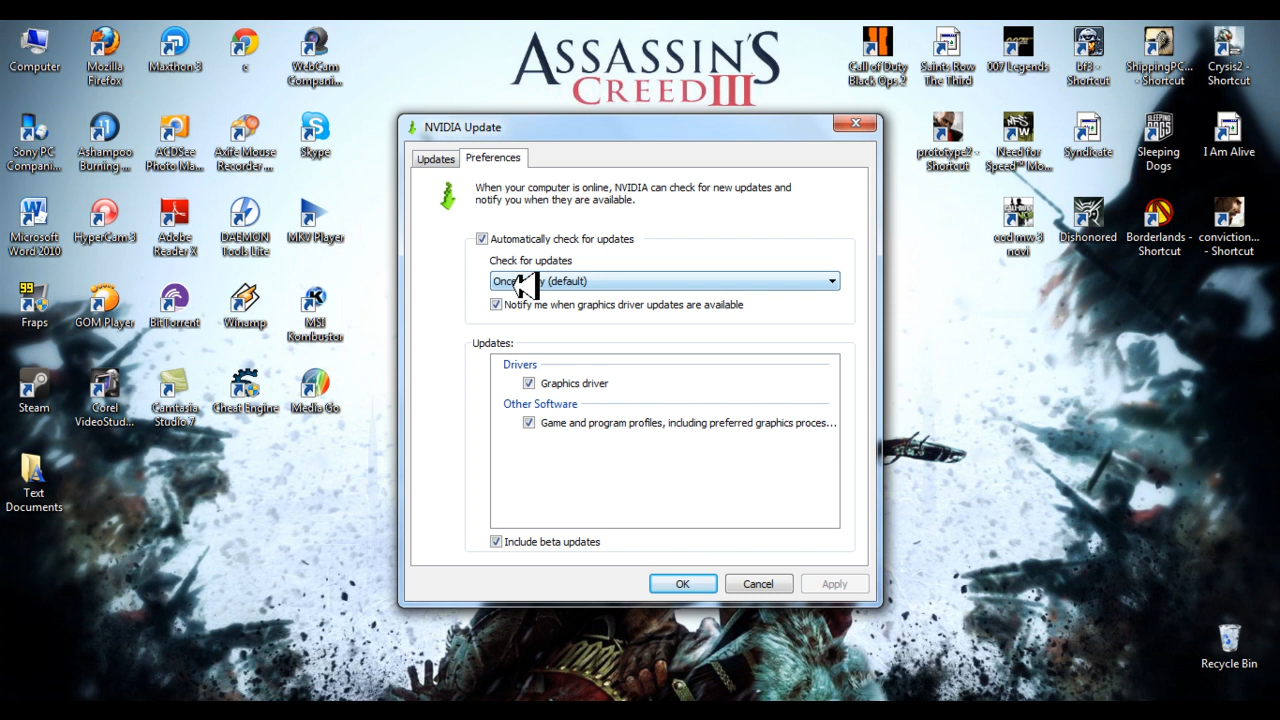 Computer
Mozilla
Firefox
Maxthon 3
c
WebCam
Compani...
ASSASSIN'S
CREED III
Call of Duty
Black Ops 2
Saints Row
The Third
007 Legends
bf3 -
Shortcut
ShippingPC...
- Shortcut
Crysis2 -
Shortcut
Sony PC
Compani...
Ashampoo
Burning ...
ACDSee
Photo Ma...
Axife Mouse
Recorder ...
Skype
prototype2 -
Shortcut
Need for
Speed™ Mo...
Syndicate
Sleeping
Dogs
I Am Alive
Microsoft
Word 2010
HyperCam 3
Adobe
Reader X
DAEMON
Tools Lite
MKV Player
cod mw 3
novi
Dishonored
Borderlands -
Shortcut
conviction...
- Shortcut
99
Fraps
GOM Player
BitTorrent
Winamp
MSI
Kombustor
Steam
Corel
VideoStud...
Camtasia
Studio 7
Cheat Engine
Media Go
Text
Documents
Recycle Bin
NVIDIA Update
Updates
Preferences
When your computer is online, NVIDIA can check for new updates and
notify you when they are available.
Automatically check for updates
Check for updates
Once (default)
Notify me when graphics driver updates are available
Updates:
Drivers
Graphics driver
Other Software
Game and program profiles, including preferred graphics proces...
Include beta updates
OK
Cancel
Apply